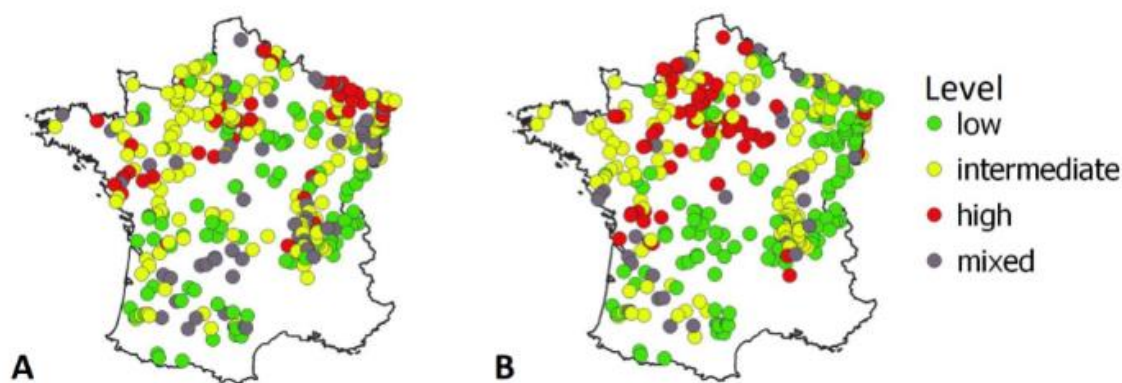 Level
low
intermediate
high
mixed
A
B